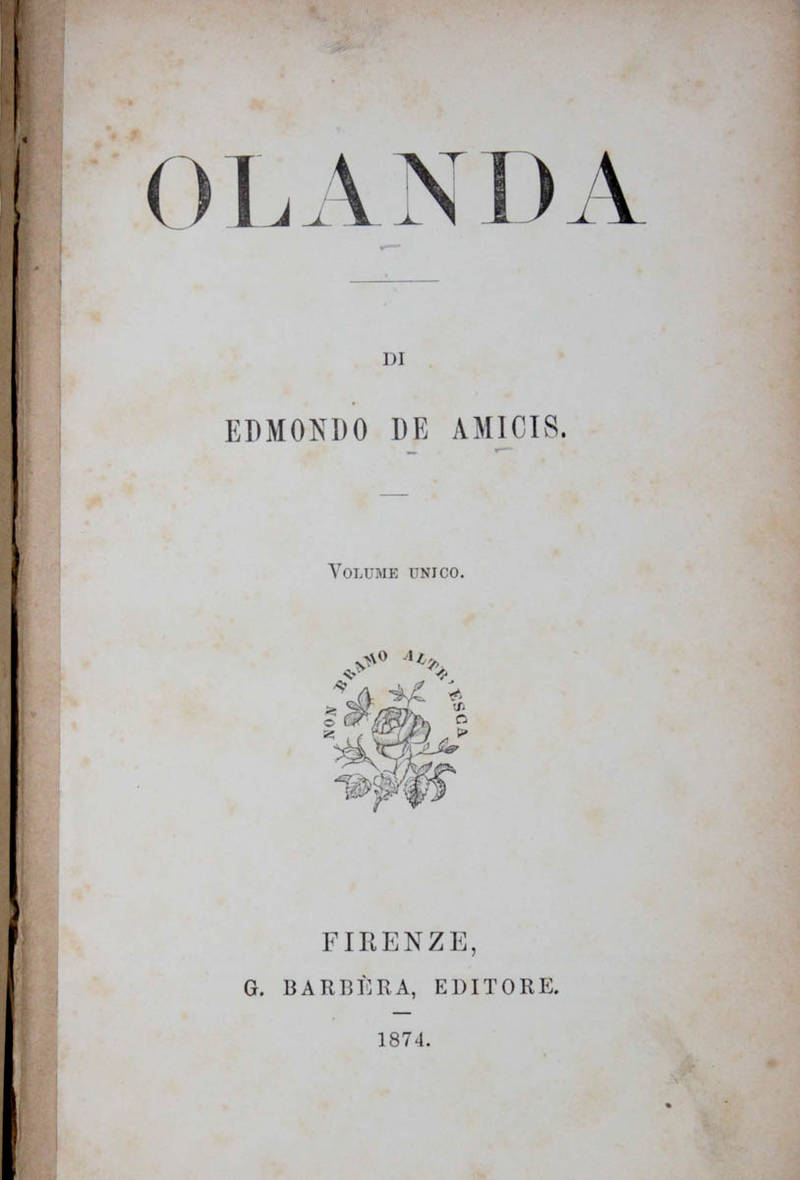 OLANDA
DI
EDMONDO DE AMICIS.
VOLUME UNICO.
NON BRAMO ALTR'ESCA
FIRENZE,
G. BARBÈRA, EDITORE.
1874.